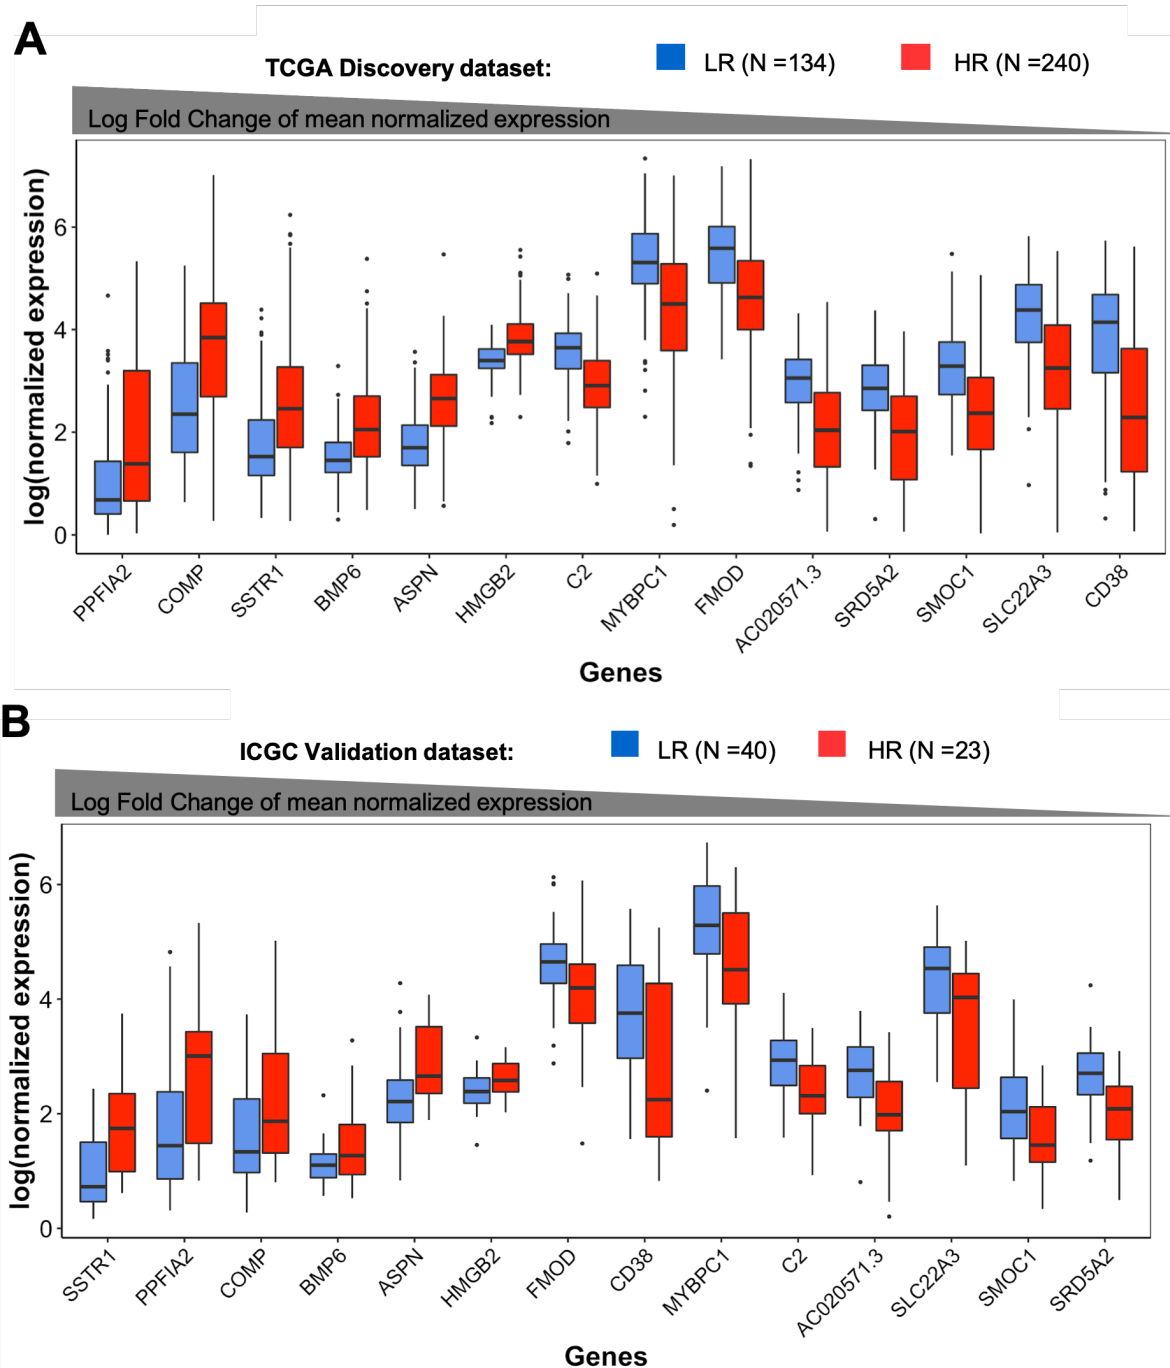 A
TCGA Discovery dataset: LR (N =134) HR (N =240)
Log Fold Change of mean normalized expression
log(normalized expression)
6
4
2
0
PPFIA2 COMP SSTR1 BMP6 ASPN HMGB2 C2 MYBPC1 FMOD AC020571.3 SRD5A2 SMOC1 SLC22A3 CD38
Genes
B
ICGC Validation dataset: LR (N =40) HR (N =23)
Log Fold Change of mean normalized expression
log(normalized expression)
6
4
2
0
SSTR1 PPFIA2 COMP BMP6 ASPN HMGB2 FMOD CD38 MYBPC1 C2 AC020571.3 SLC22A3 SMOC1 SRD5A2
Genes